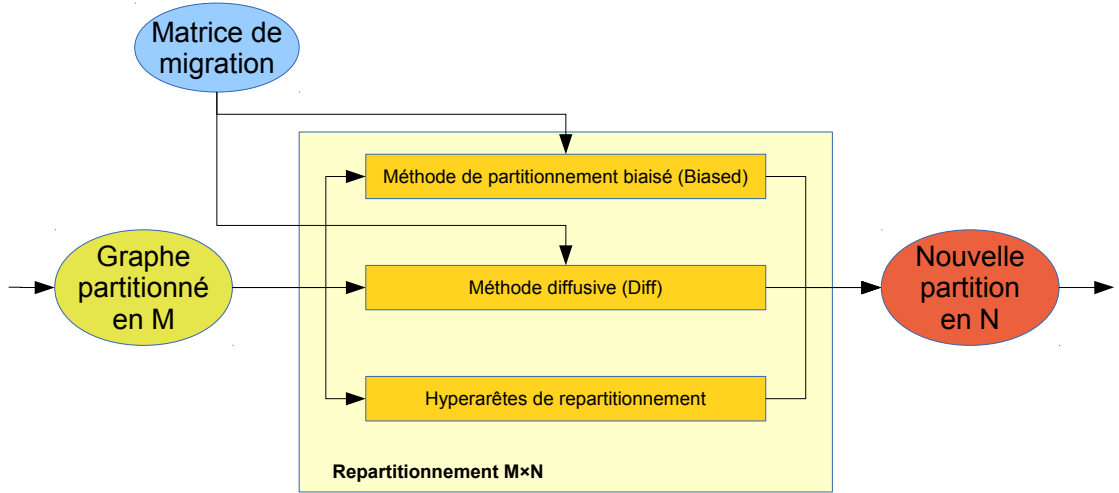 Matrice de
migration
Méthode de partitionnement biaisé (Biased)
Graphe
partitionné
en M
Méthode diffusive (Diff)
Nouvelle
partition
en N
Hyperarêtes de repartitionnement
Repartitionnement M×N